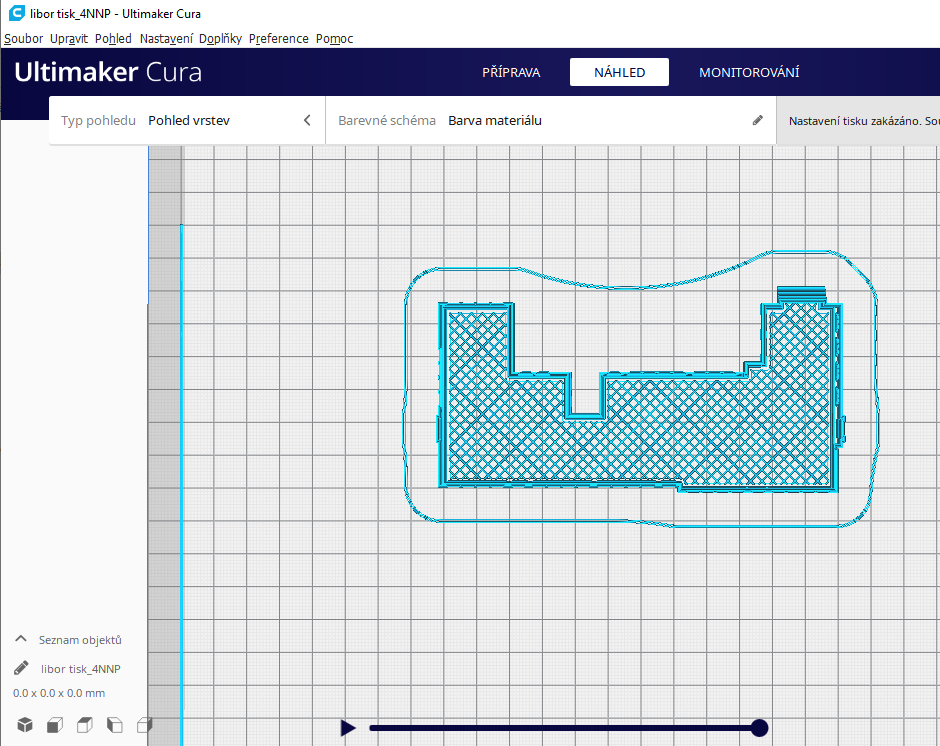 libor tisk_4NNP - Ultimaker Cura
Soubor Upravit Pohled Nastavení Doplňky Preference Pomoc
Ultimaker Cura
PŘÍPRAVA NÁHLED MONITOROVÁNÍ
Typ pohledu Pohled vrstev Barevné schéma Barva materiálu Nastavení tisku zakázáno. Sou
Seznam objektů
libor tisk_4NNP
0.0 x 0.0 x 0.0 mm